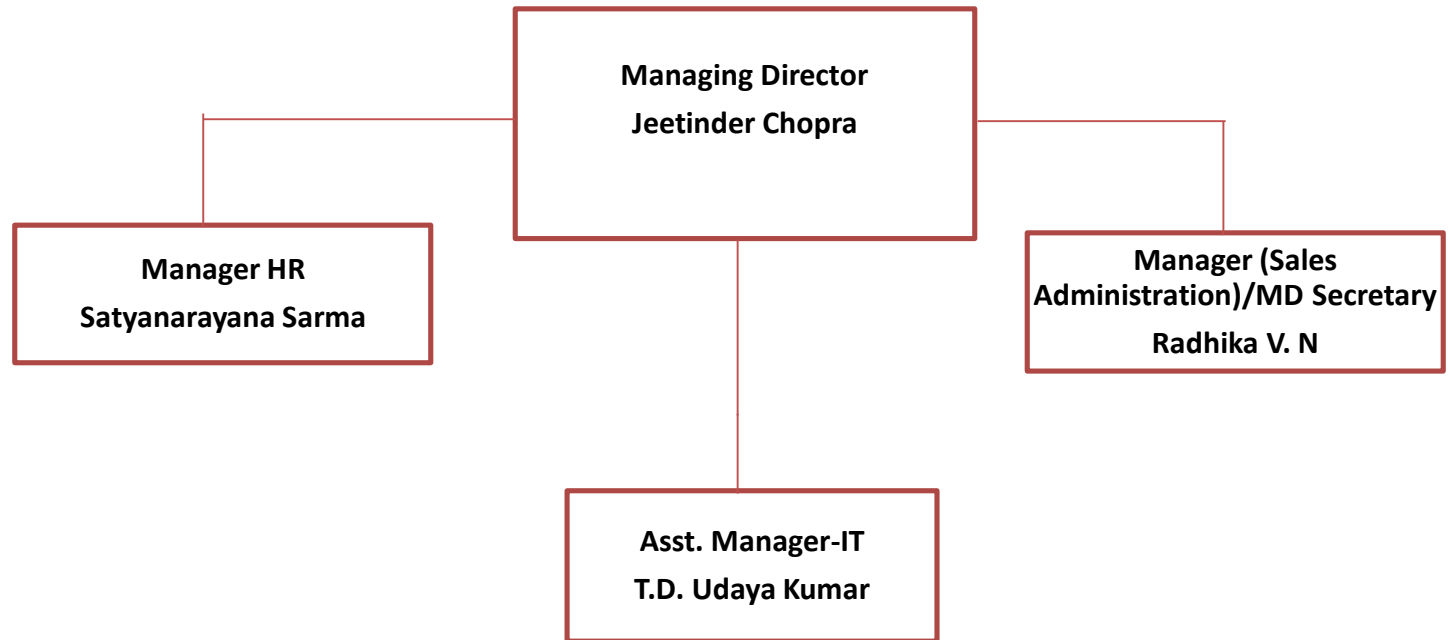 Managing Director
Jeetinder Chopra
Manager HR
Satyanarayana Sarma
Manager (Sales
Administration)/MD Secretary
Radhika V. N
Asst. Manager-IT
T.D. Udaya Kumar